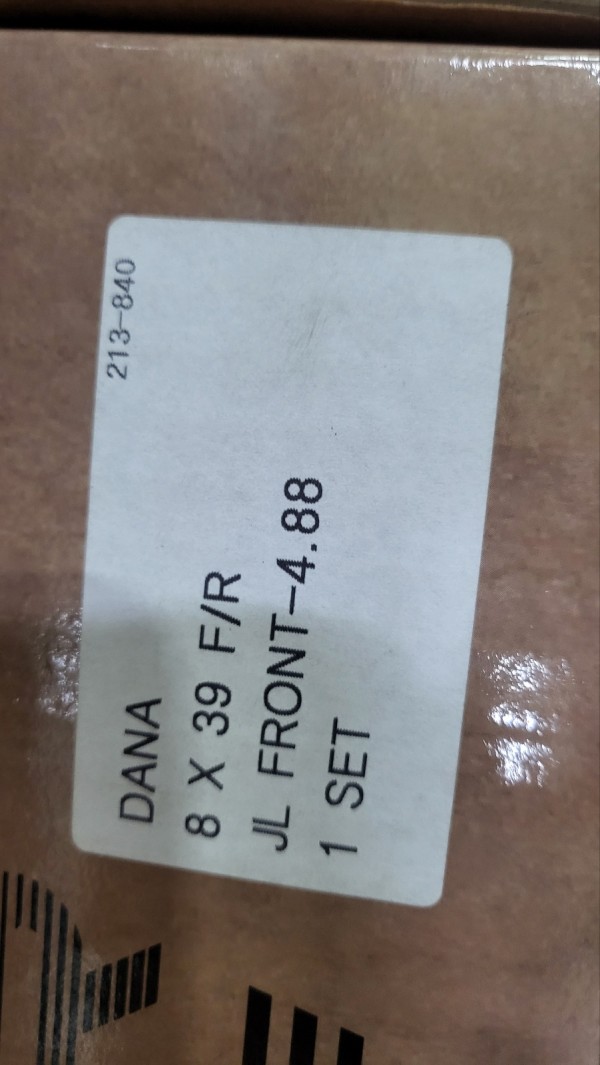 213-840
DANA
8 X 39 F/R
JL FRONT-4.88
1 SET